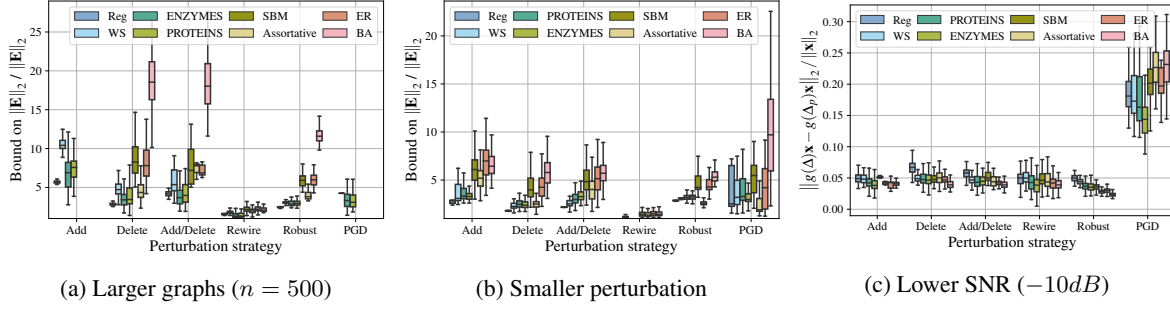 Bound on ||E||₂ / ||E||₂
25
20
15
10
5
Reg
WS
ENZYMES
PROTEINS
SBM
Assortative
ER
BA
Add
Delete
Add/Delete
Rewire
Robust
PGD
Perturbation strategy
(a) Larger graphs (n = 500)
Bound on ||E||₂ / ||E||₂
20
15
10
5
Reg
WS
PROTEINS
ENZYMES
SBM
Assortative
ER
BA
Add
Delete
Add/Delete
Rewire
Robust
PGD
Perturbation strategy
(b) Smaller perturbation
||g(Δ)x − g(Δₚ)x||₂ / ||x||₂
0.30
0.25
0.20
0.15
0.10
0.05
0.00
Reg
WS
PROTEINS
ENZYMES
SBM
Assortative
ER
BA
Add
Delete
Add/Delete
Rewire
Robust
PGD
Perturbation strategy
(c) Lower SNR (−10dB)